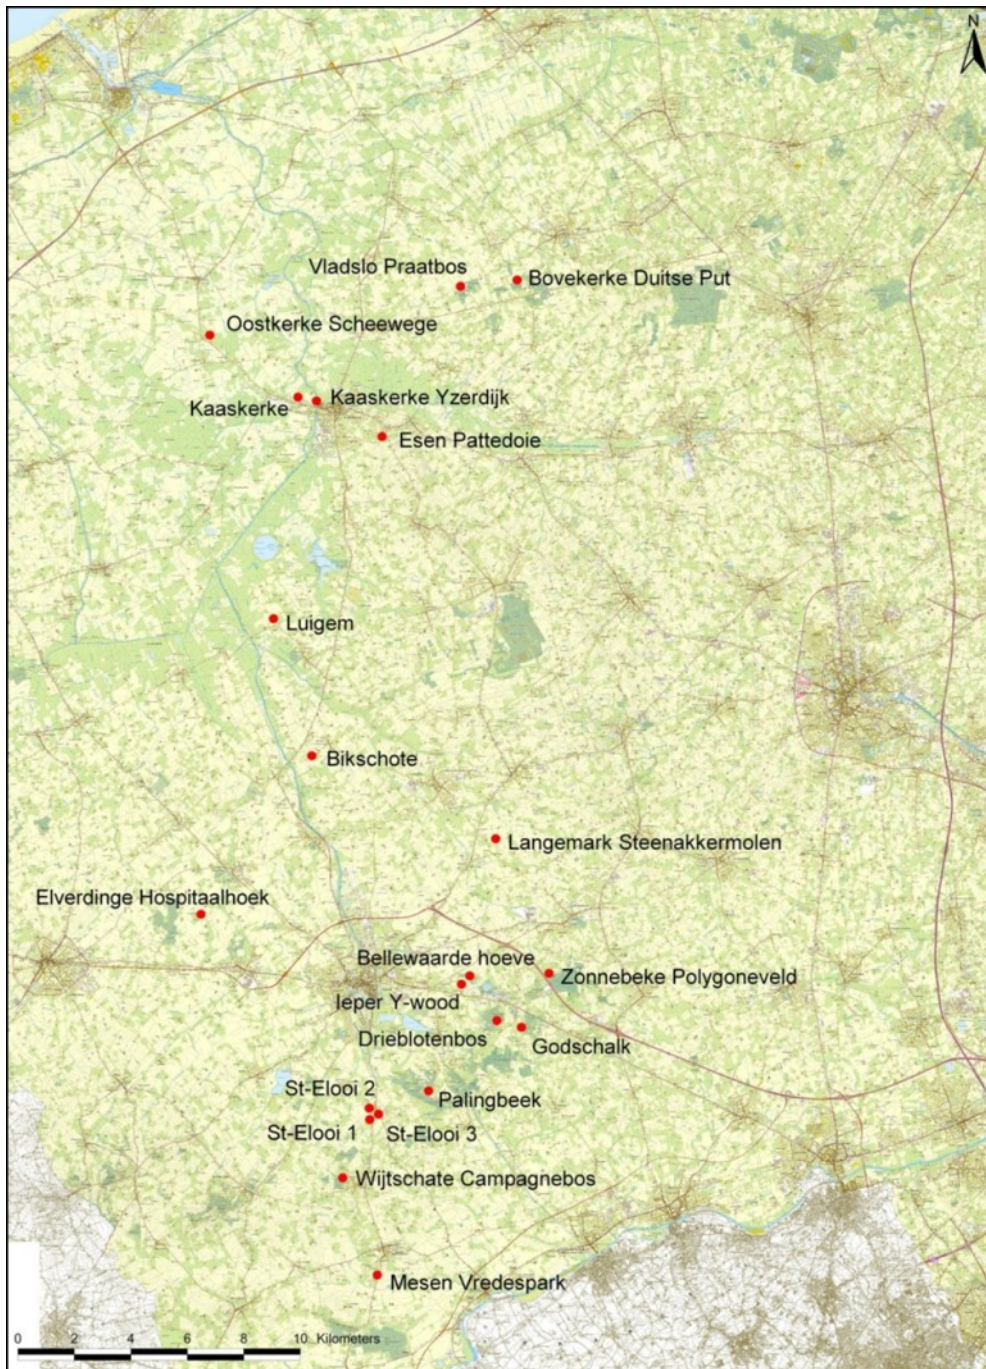 N
Vladslo Praatbos
Bovekerke Duitse Put
Oostkerke Scheewege
Kaaskerke
Kaaskerke Yzerdijk
Esen Pattedoie
Luigem
Bikschote
Langemark Steenakkermolen
Elverdinge Hospitaalhoek
Bellewaarde hoeve
Zonnebeke Polygoneveld
Ieper Y-wood
Drieblotenbos
Godschalk
St-Elooi 2
Palingbeek
St-Elooi 1
St-Elooi 3
Wijtschate Campagnebos
Mesen Vredespark
0 2 4 6 8 10 Kilometers